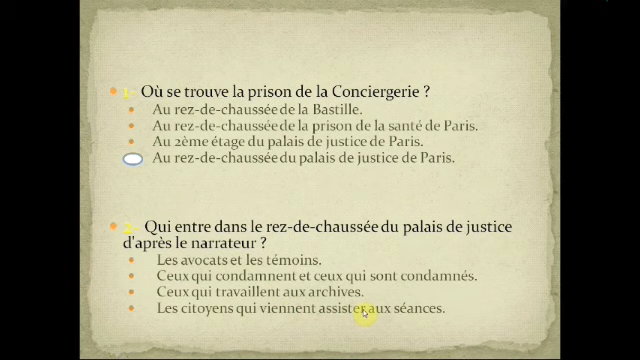 1- Où se trouve la prison de la Conciergerie ?
Au rez-de-chaussée de la Bastille.
Au rez-de-chaussée de la prison de la santé de Paris.
Au 2ème étage du palais de justice de Paris.
Au rez-de-chaussée du palais de justice de Paris.
2- Qui entre dans le rez-de-chaussée du palais de justice
d'après le narrateur ?
Les avocats et les témoins.
Ceux qui condamnent et ceux qui sont condamnés.
Ceux qui travaillent aux archives.
Les citoyens qui viennent assister aux séances.